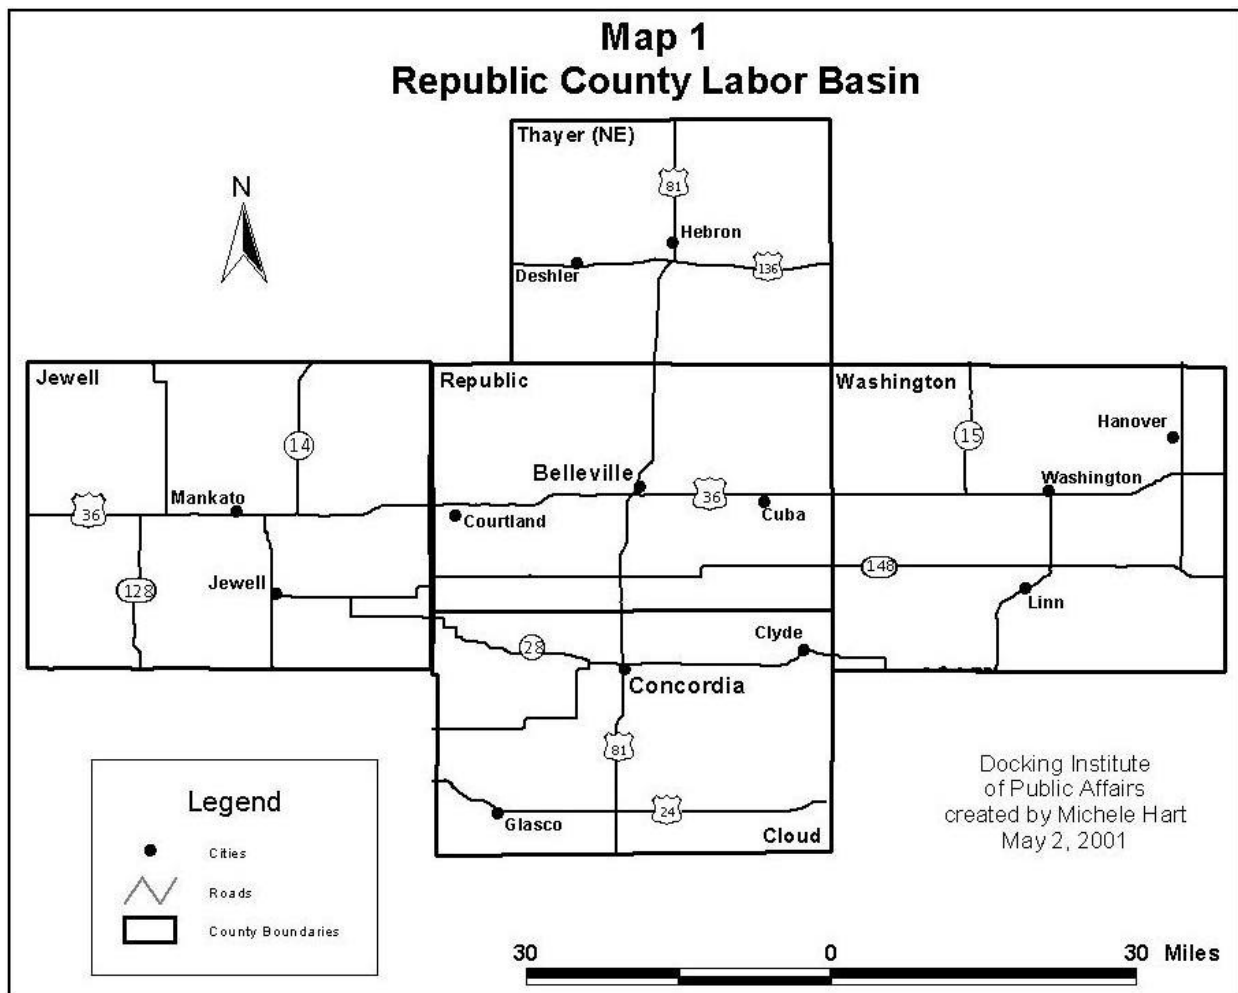 Map 1
Republic County Labor Basin
Thayer (NE)
N
81
Hebron
Deshler
136
Jewell
Republic
Washington
14
15
Hanover
Belleville
Mankato
36
36
Washington
Courtland
Cuba
Jewell
128
148
Linn
28
Clyde
Concordia
81
24
Glasco
Cloud
Legend
Cities
Roads
County Boundaries
Docking Institute
of Public Affairs
created by Michele Hart
May 2, 2001
30 0 30 Miles